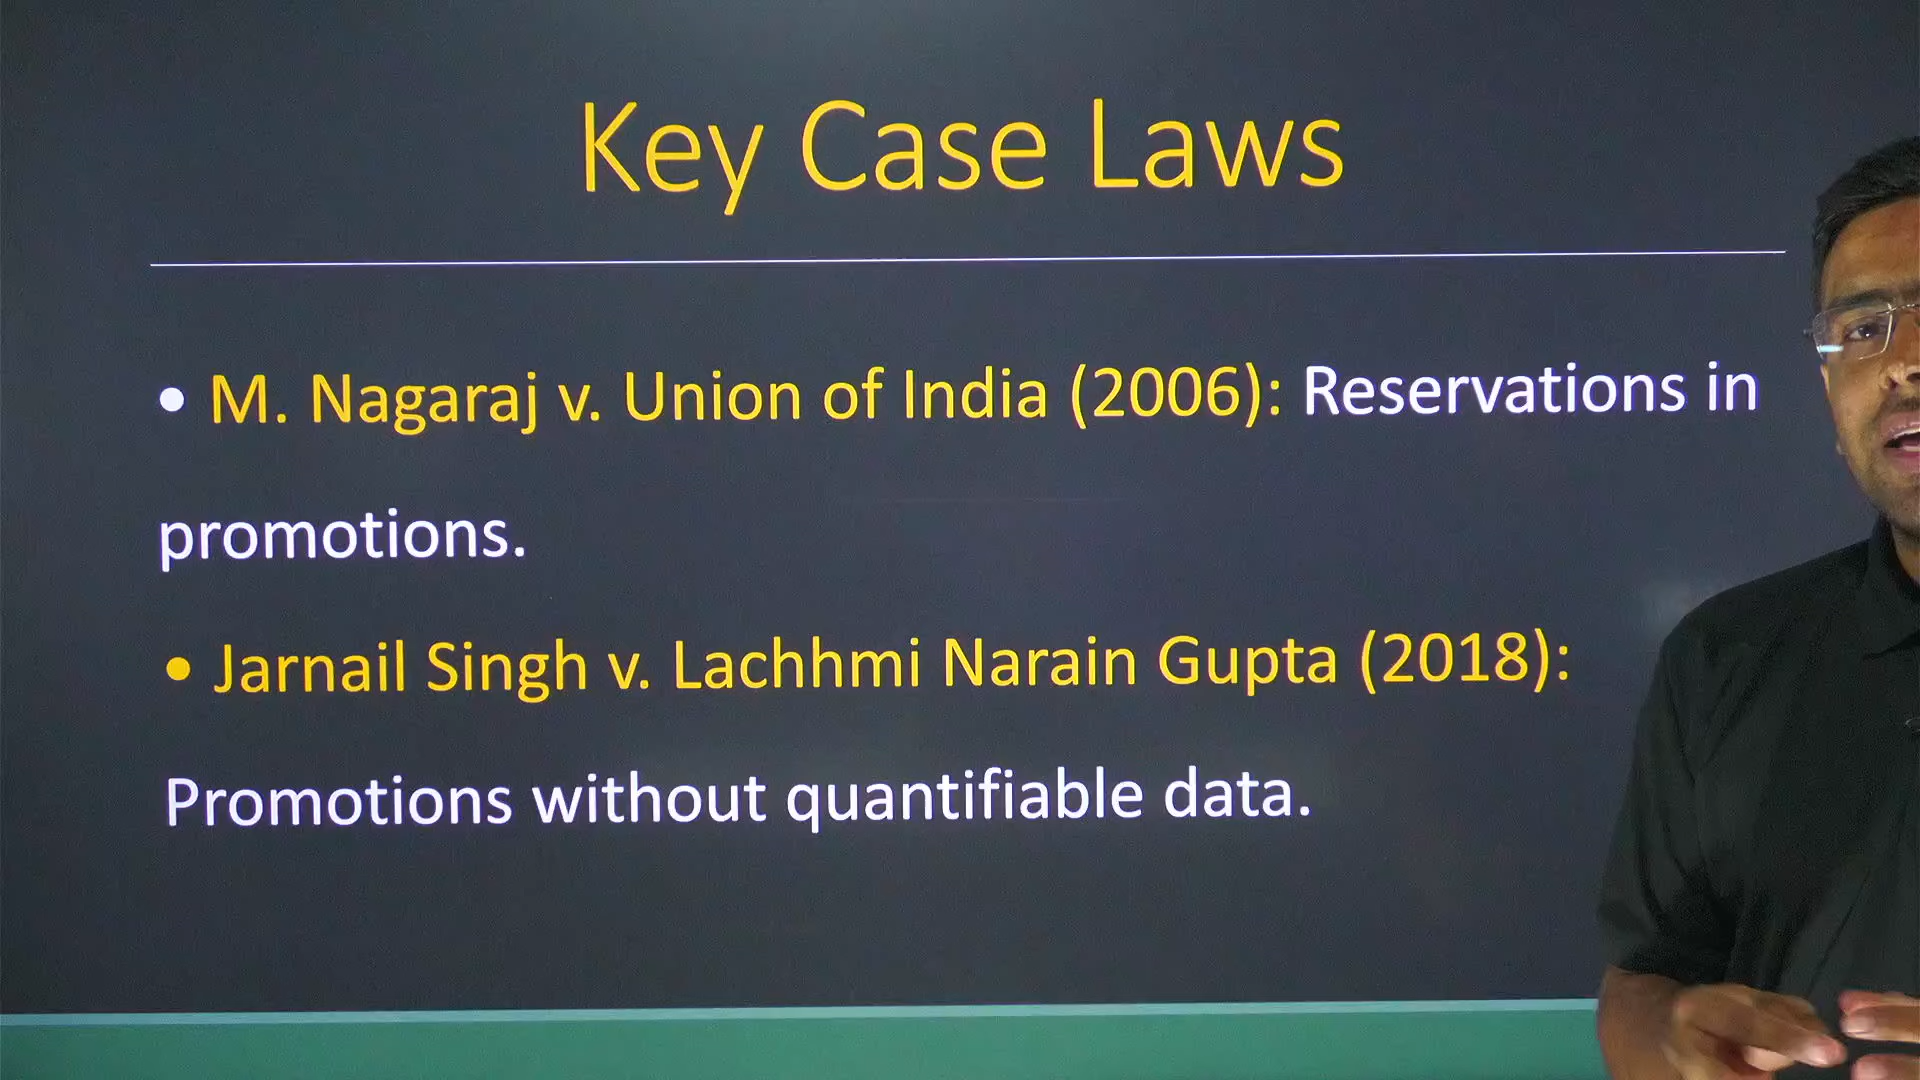 Key Case Laws
• M. Nagaraj v. Union of India (2006): Reservations in
promotions.
• Jarnail Singh v. Lachhmi Narain Gupta (2018):
Promotions without quantifiable data.